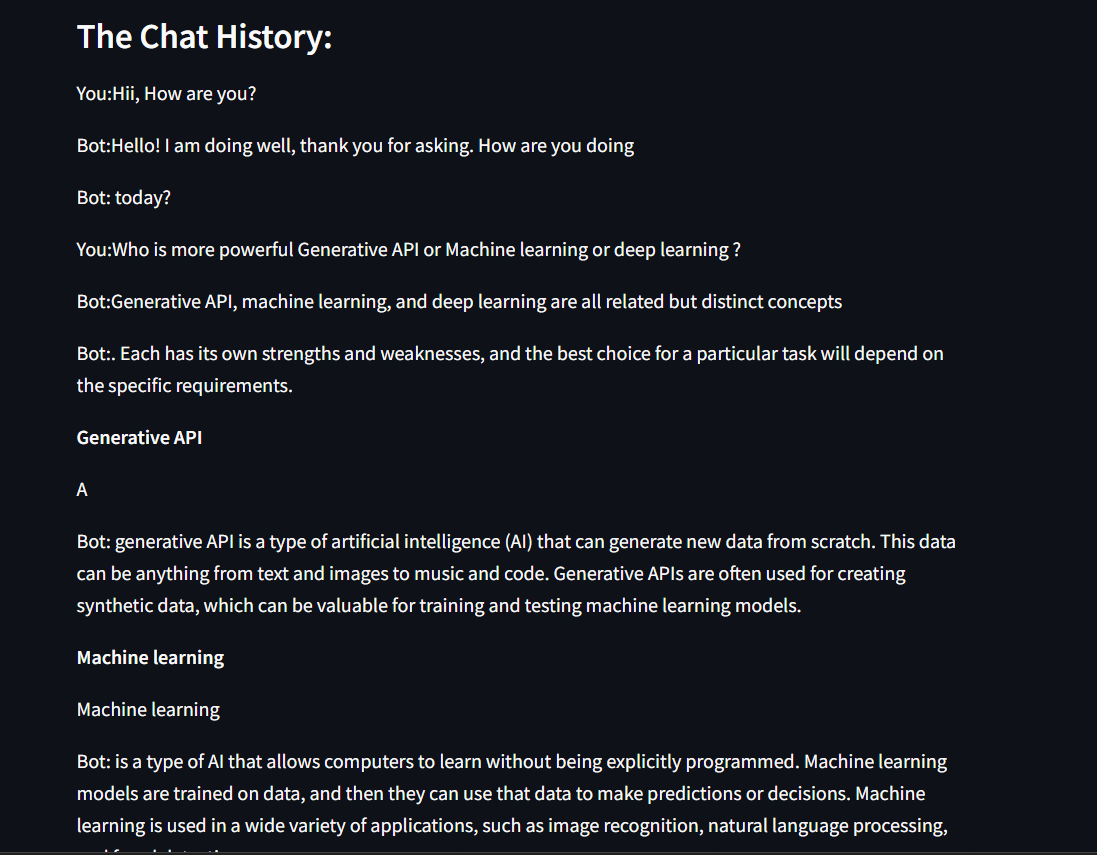 The Chat History:
You:Hii, How are you?
Bot:Hello! I am doing well, thank you for asking. How are you doing
Bot: today?
You:Who is more powerful Generative API or Machine learning or deep learning ?
Bot:Generative API, machine learning, and deep learning are all related but distinct concepts
Bot:. Each has its own strengths and weaknesses, and the best choice for a particular task will depend on
the specific requirements.
Generative API
A
Bot: generative API is a type of artificial intelligence (AI) that can generate new data from scratch. This data
can be anything from text and images to music and code. Generative APIs are often used for creating
synthetic data, which can be valuable for training and testing machine learning models.
Machine learning
Machine learning
Bot: is a type of AI that allows computers to learn without being explicitly programmed. Machine learning
models are trained on data, and then they can use that data to make predictions or decisions. Machine
learning is used in a wide variety of applications, such as image recognition, natural language processing,